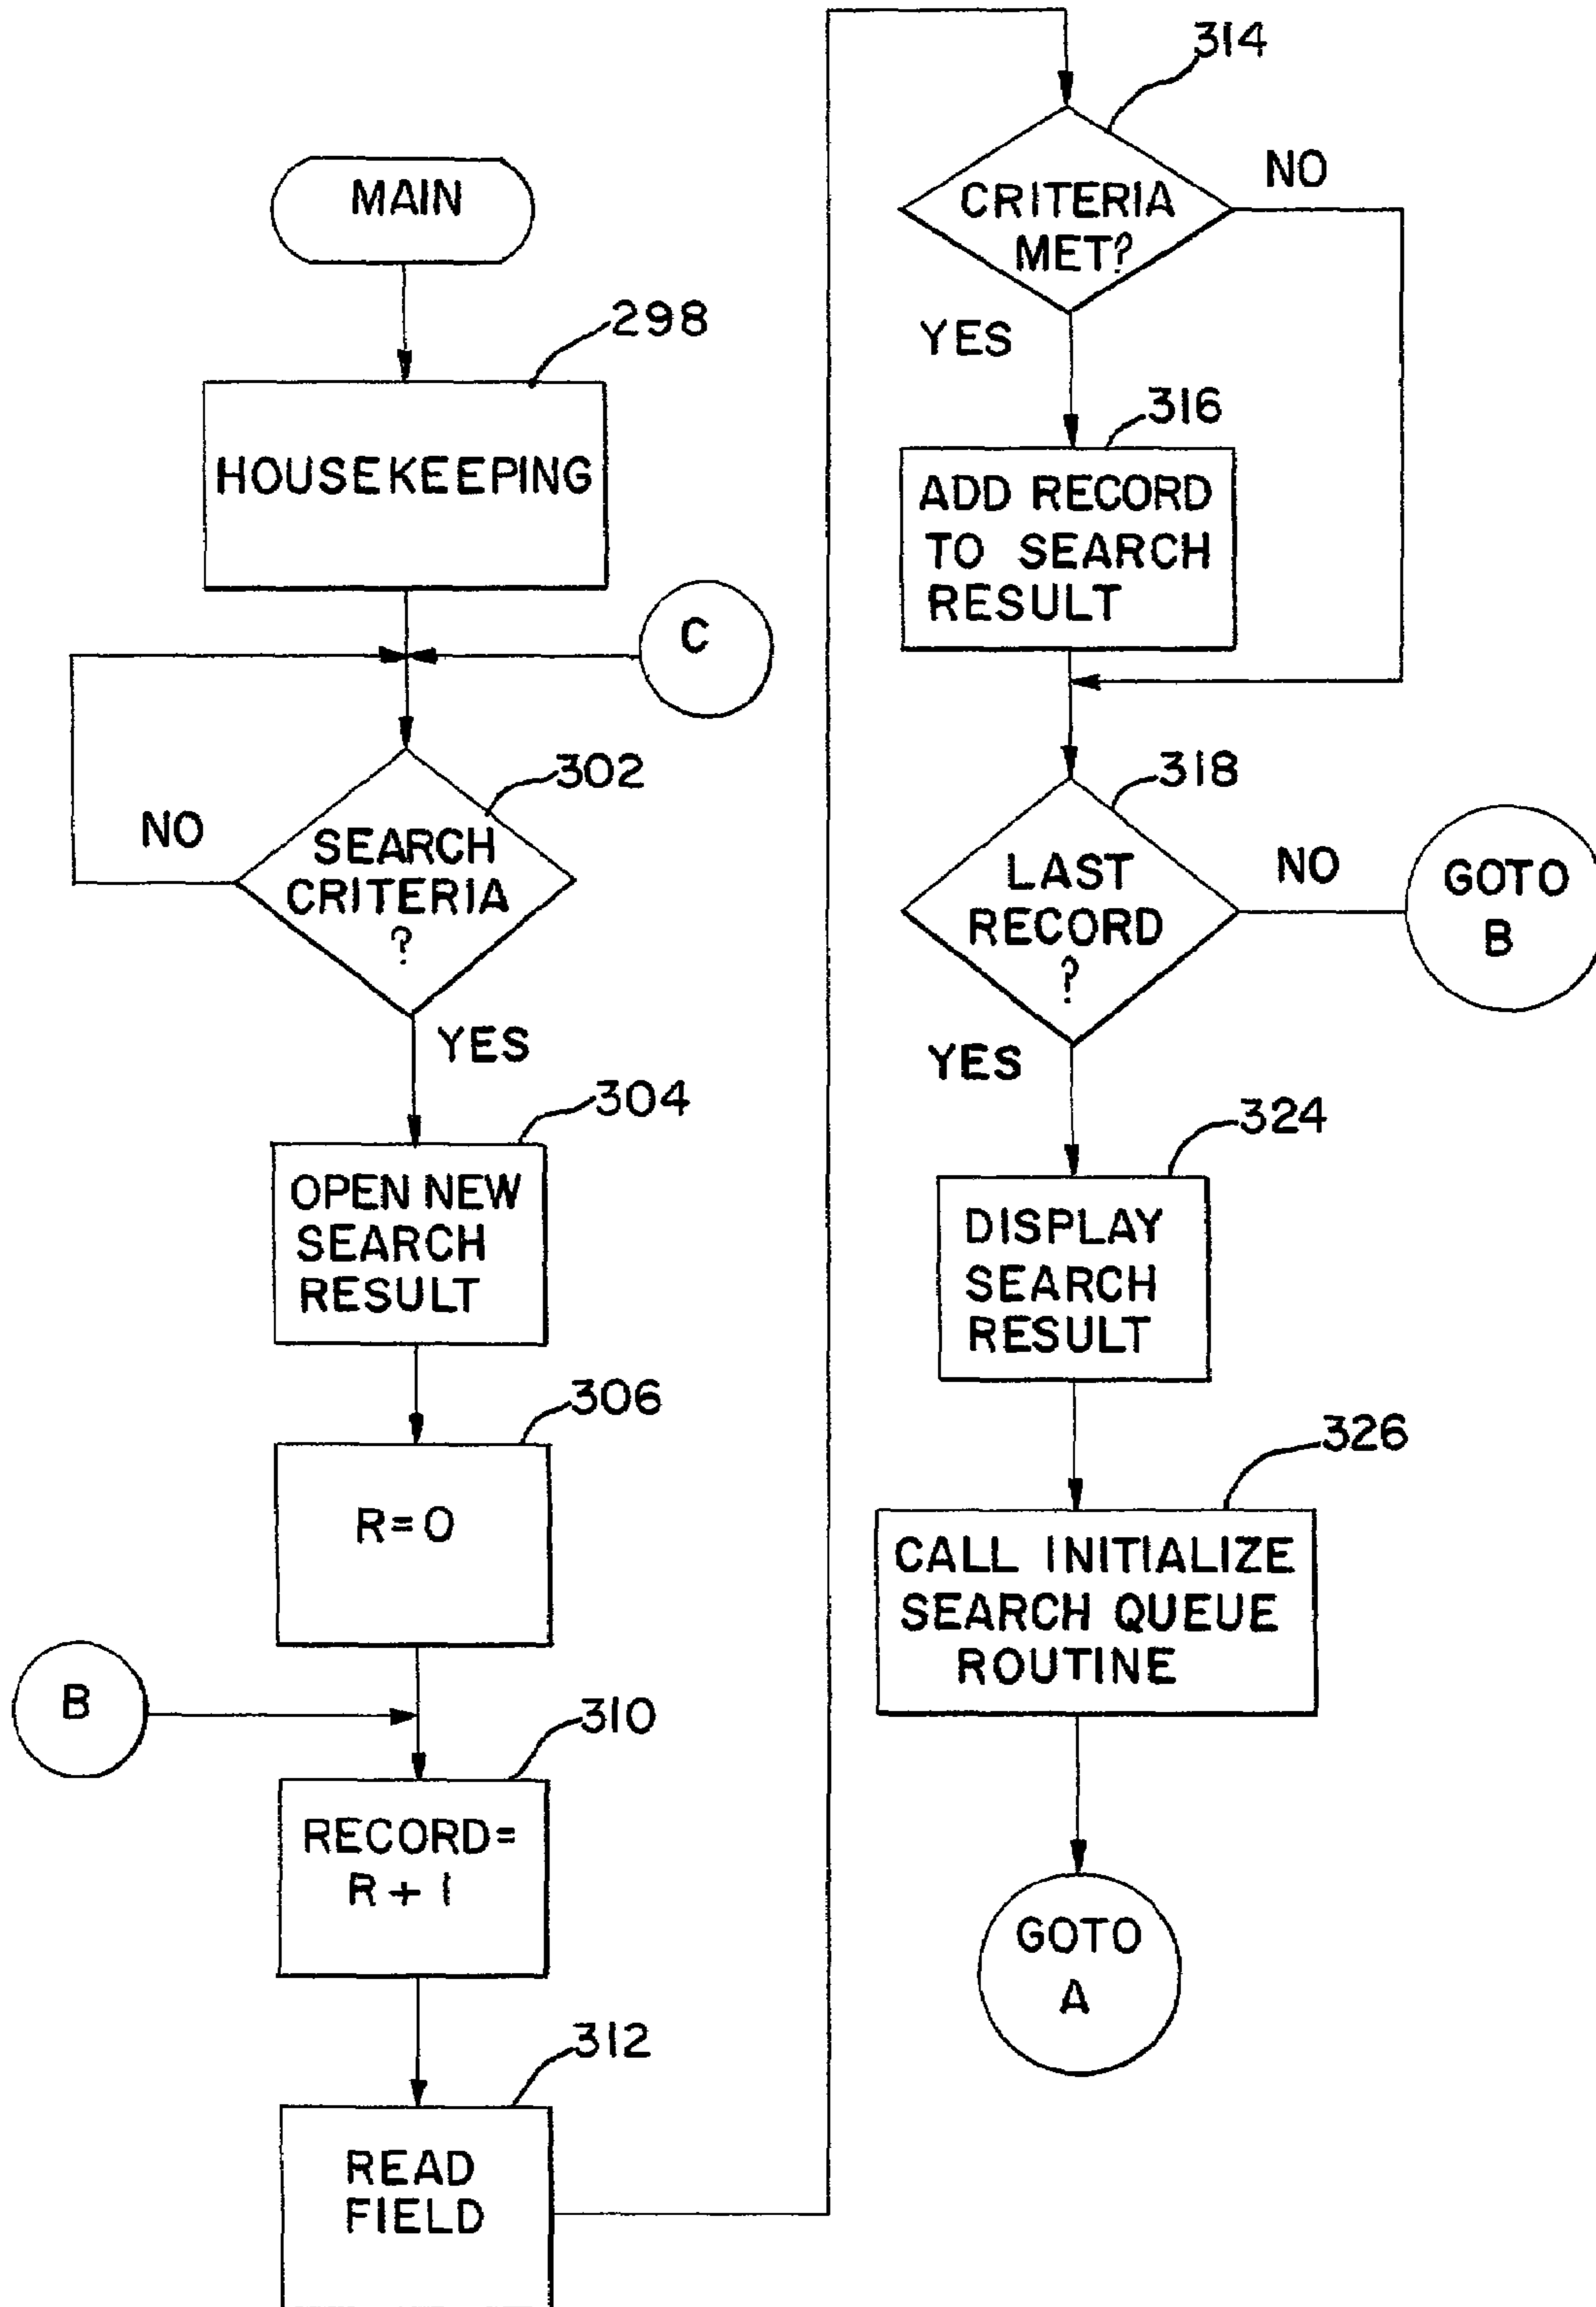 MAIN
298
HOUSEKEEPING
C
302
NO
SEARCH
CRITERIA
?
YES
304
OPEN NEW
SEARCH
RESULT
306
R=0
B
310
RECORD=
R + 1
312
READ
FIELD
314
NO
CRITERIA
MET?
YES
316
ADD RECORD
TO SEARCH
RESULT
318
LAST
RECORD
?
NO
GOTO
B
YES
324
DISPLAY
SEARCH
RESULT
326
CALL INITIALIZE
SEARCH QUEUE
ROUTINE
GOTO
A